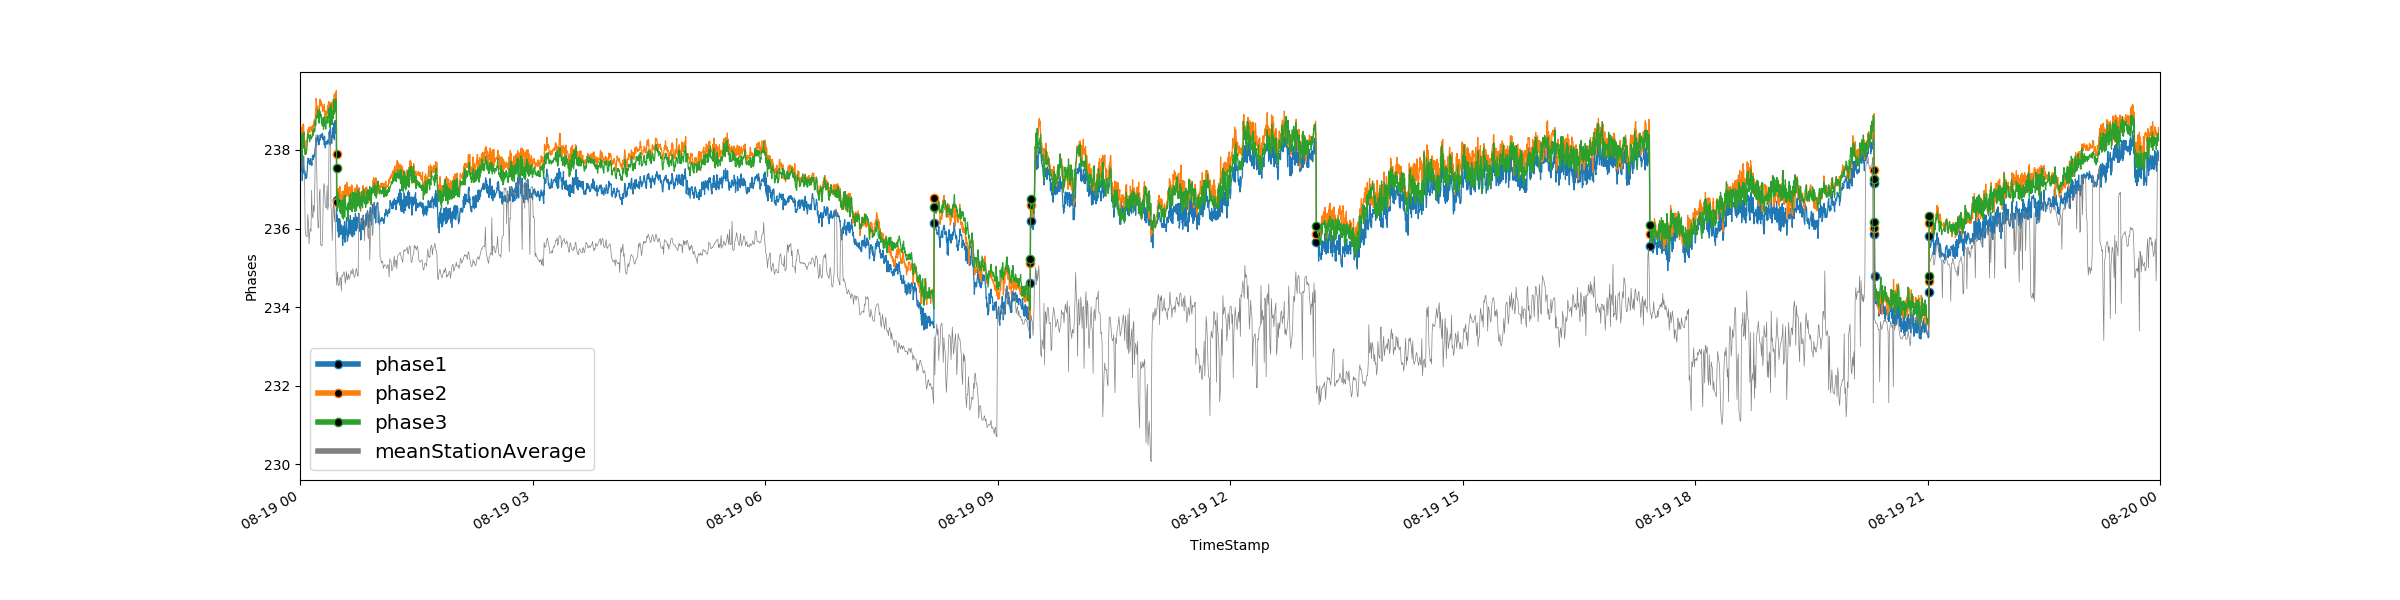 238
236
234
232
230
Phases
phase1
phase2
phase3
meanStationAverage
08-19 00
08-19 03
08-19 06
08-19 09
08-19 12
08-19 15
08-19 18
08-19 21
08-20 00
TimeStamp